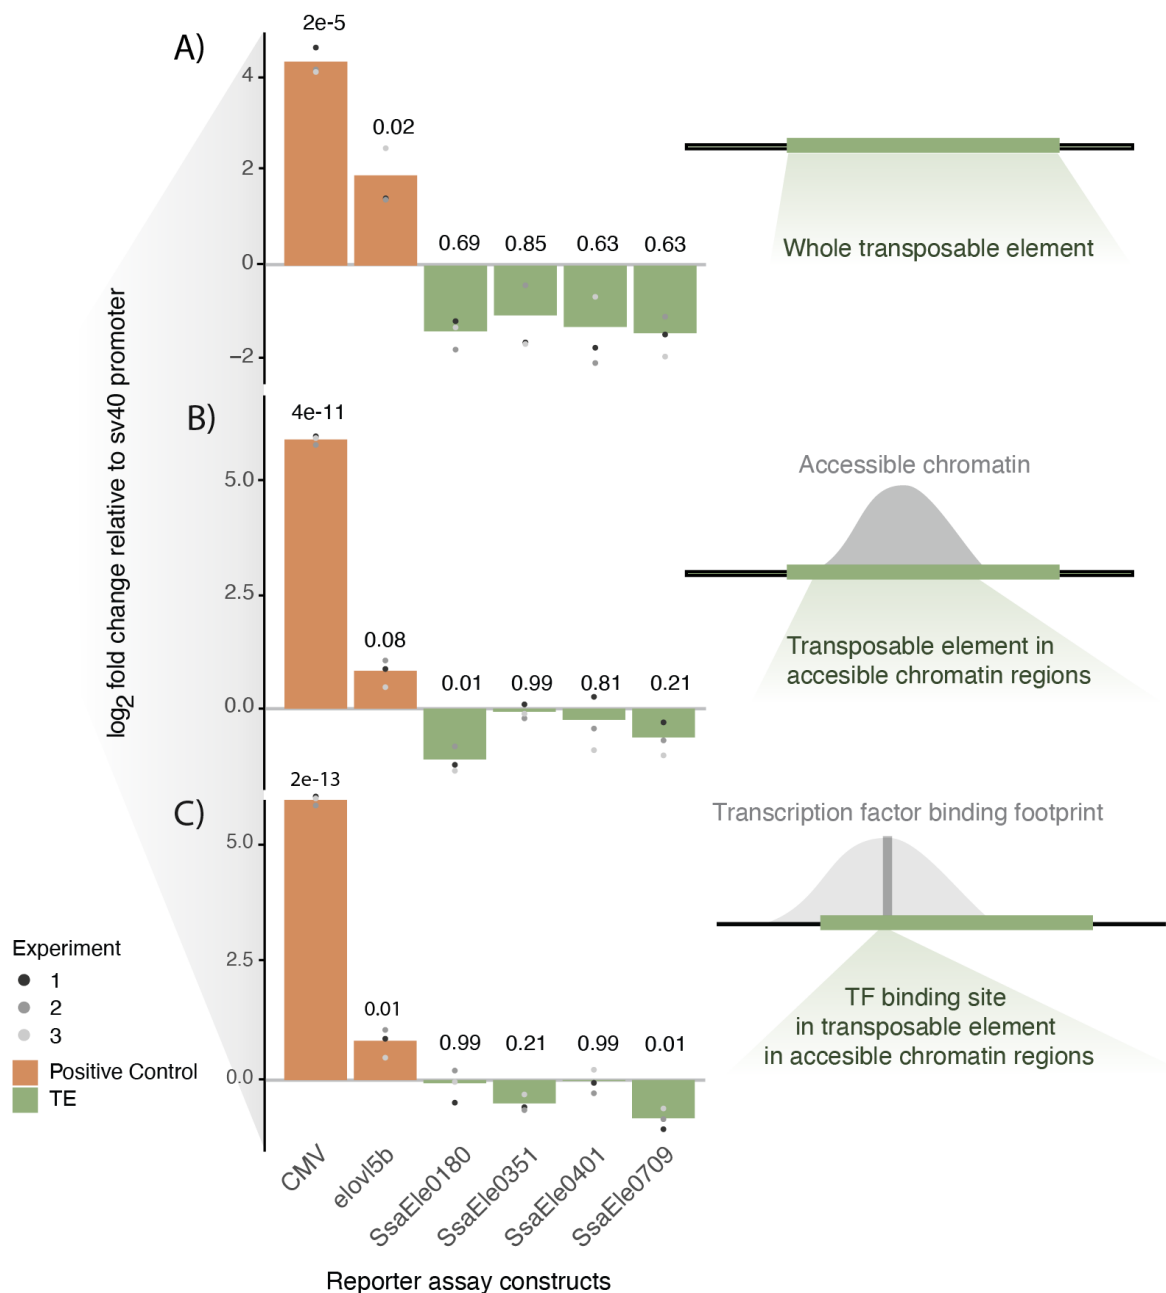 A)
2e-5
0.02
0.69
0.85
0.63
0.63
4
2
0
−2
Whole transposable element
B)
4e-11
0.08
0.01
0.99
0.81
0.21
5.0
2.5
0.0
Accessible chromatin
Transposable element in
accesible chromatin regions
C)
2e-13
0.01
0.99
0.21
0.99
0.01
5.0
2.5
0.0
Transcription factor binding footprint
TF binding site
in transposable element
in accesible chromatin regions
log2 fold change relative to sv40 promoter
Experiment
1
2
3
Positive Control
TE
CMV
elovl5b
SsaEle0180
SsaEle0351
SsaEle0401
SsaEle0709
Reporter assay constructs